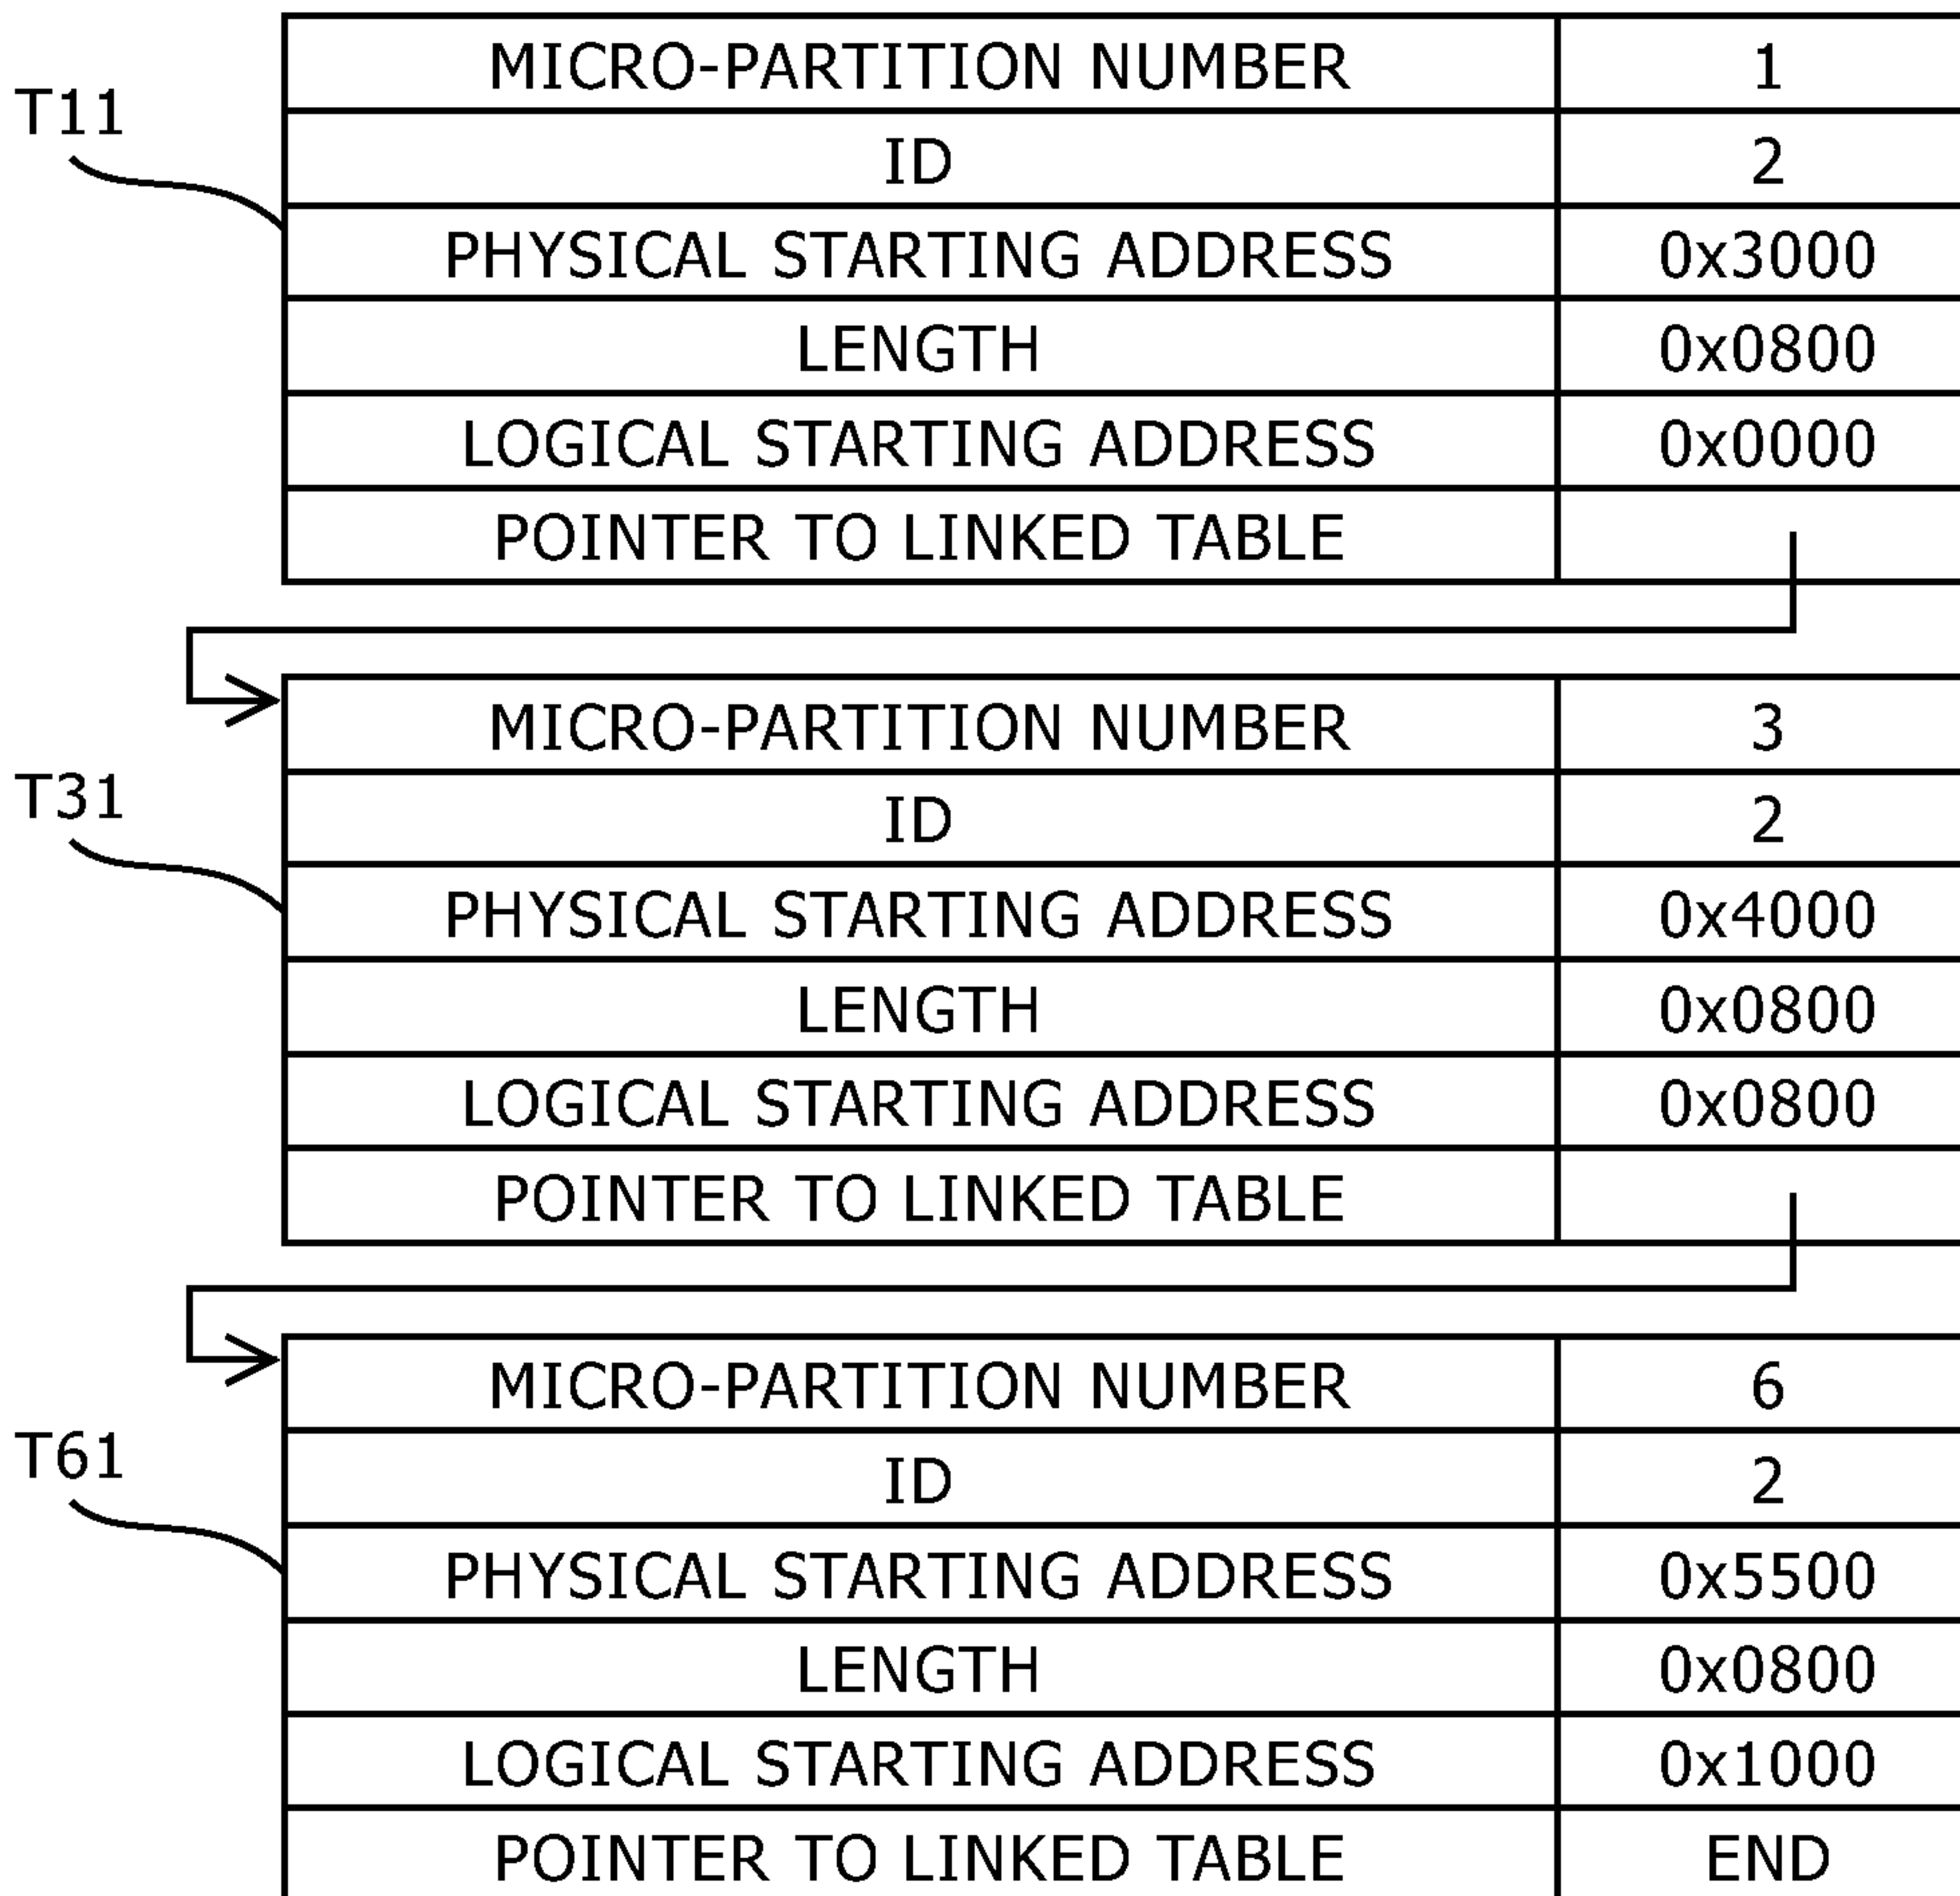 MICRO-PARTITION NUMBER 1
T11
ID 2
PHYSICAL STARTING ADDRESS 0x3000
LENGTH 0x0800
LOGICAL STARTING ADDRESS 0x0000
POINTER TO LINKED TABLE
MICRO-PARTITION NUMBER 3
T31
ID 2
PHYSICAL STARTING ADDRESS 0x4000
LENGTH 0x0800
LOGICAL STARTING ADDRESS 0x0800
POINTER TO LINKED TABLE
MICRO-PARTITION NUMBER 6
T61
ID 2
PHYSICAL STARTING ADDRESS 0x5500
LENGTH 0x0800
LOGICAL STARTING ADDRESS 0x1000
POINTER TO LINKED TABLE END